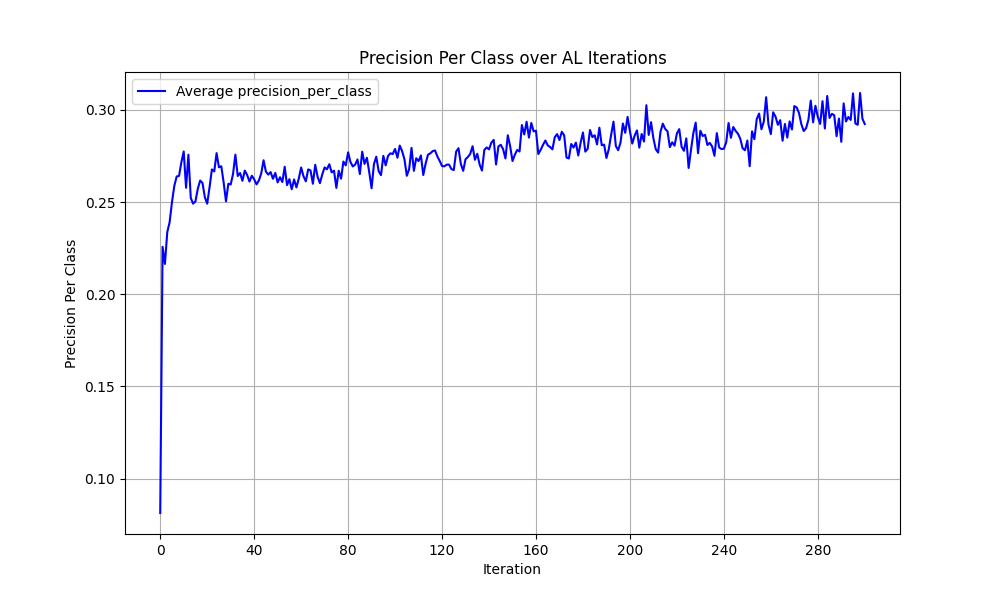 Precision Per Class over AL Iterations
Average precision_per_class
Precision Per Class
0.30
0.25
0.20
0.15
0.10
0 40 80 120 160 200 240 280
Iteration